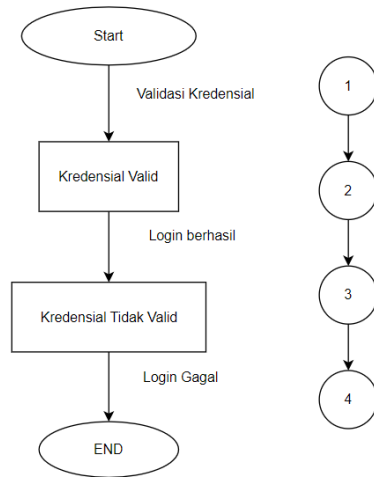 Start
Validasi Kredensial
Kredensial Valid
Login berhasil
Kredensial Tidak Valid
Login Gagal
END
1
2
3
4